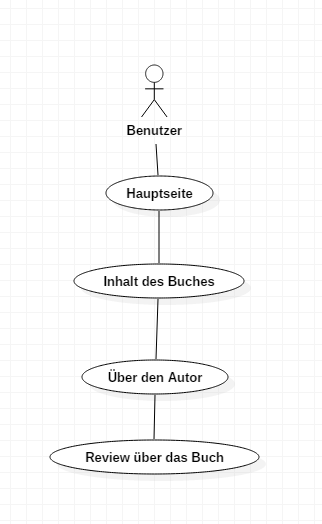 Benutzer
Hauptseite
Inhalt des Buches
Über den Autor
Review über das Buch